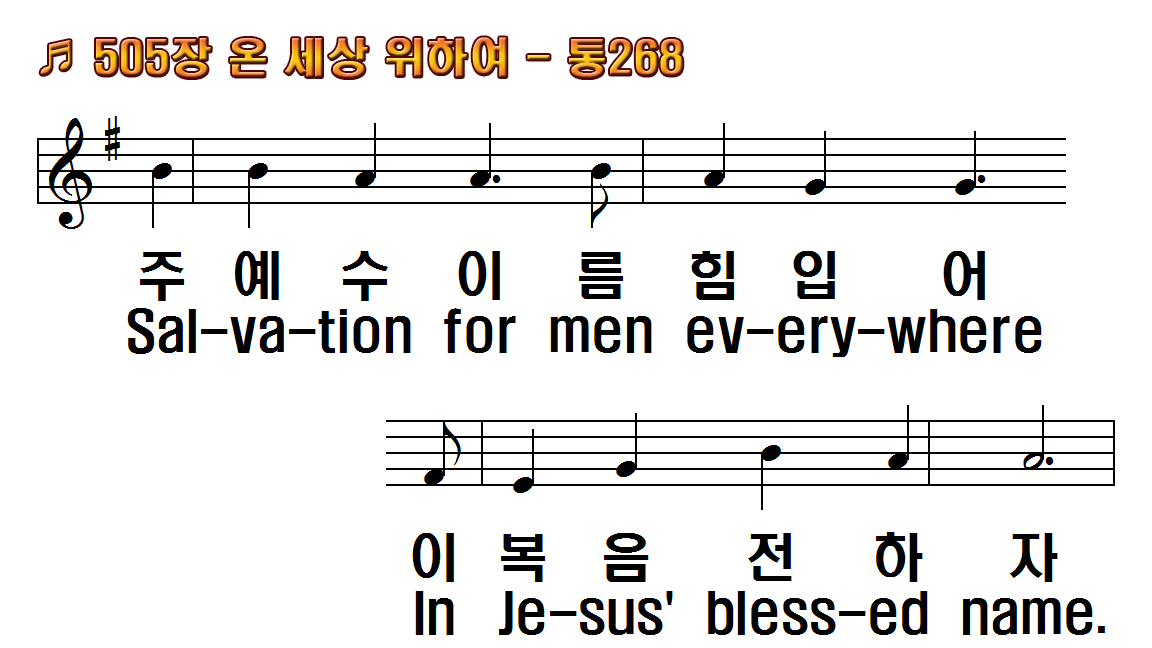 ♬ 505장 온 세상 위하여 - 통268
주 예 수 이 름 힘 입 어
Sal-va-tion for men ev-ery-where
이 복 음 전 하 자
In Je-sus' bless-ed name.